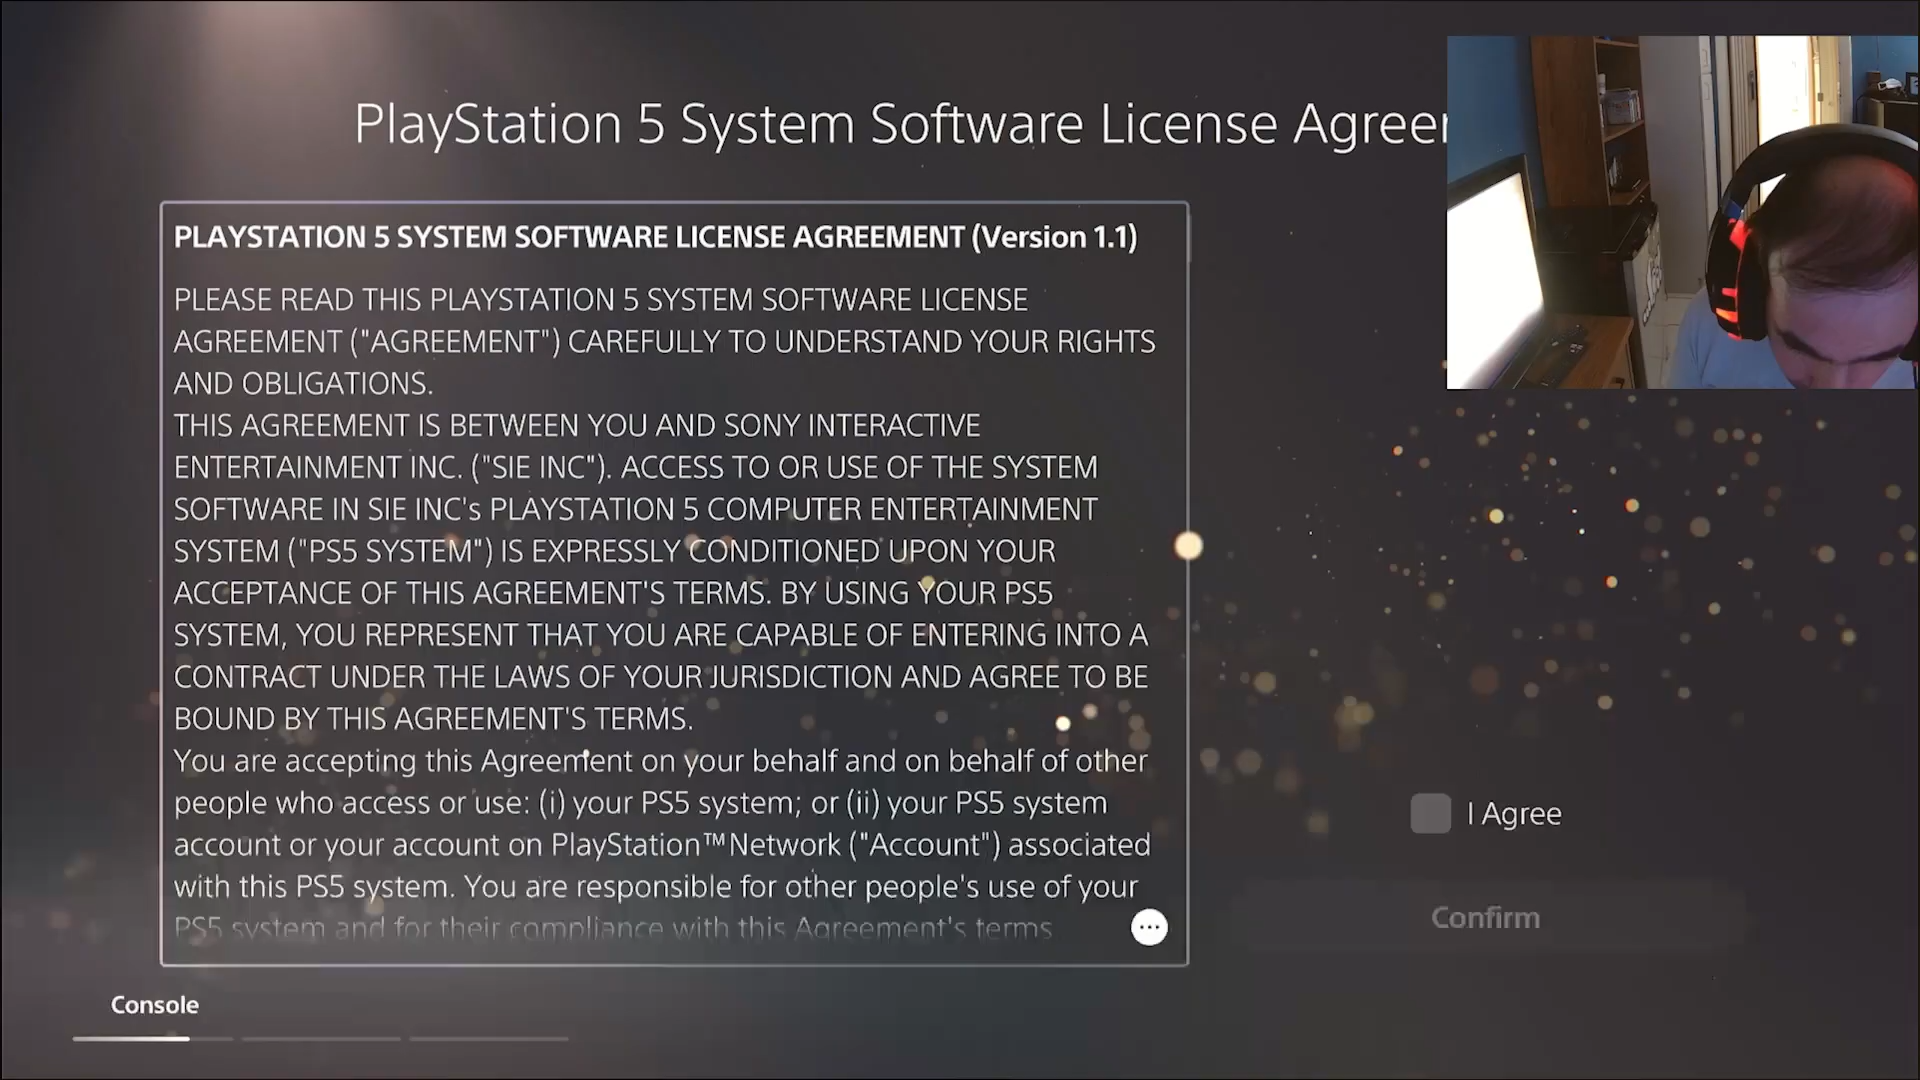 PlayStation 5 System Software License Agreer
PLAYSTATION 5 SYSTEM SOFTWARE LICENSE AGREEMENT (Version 1.1)
PLEASE READ THIS PLAYSTATION 5 SYSTEM SOFTWARE LICENSE
AGREEMENT ("AGREEMENT") CAREFULLY TO UNDERSTAND YOUR RIGHTS
AND OBLIGATIONS.
THIS AGREEMENT IS BETWEEN YOU AND SONY INTERACTIVE
ENTERTAINMENT INC. ("SIE INC"). ACCESS TO OR USE OF THE SYSTEM
SOFTWARE IN SIE INC's PLAYSTATION 5 COMPUTER ENTERTAINMENT
SYSTEM ("PS5 SYSTEM") IS EXPRESSLY CONDITIONED UPON YOUR
ACCEPTANCE OF THIS AGREEMENT'S TERMS. BY USING YOUR PS5
SYSTEM, YOU REPRESENT THAT YOU ARE CAPABLE OF ENTERING INTO A
CONTRACT UNDER THE LAWS OF YOUR JURISDICTION AND AGREE TO BE
BOUND BY THIS AGREEMENT'S TERMS.
You are accepting this Agreement on your behalf and on behalf of other
people who access or use: (i) your PS5 system; or (ii) your PS5 system
account or your account on PlayStation™Network ("Account") associated
with this PS5 system. You are responsible for other people's use of your
PS5 system and for their compliance with this Agreement's terms
I Agree
Confirm
Console